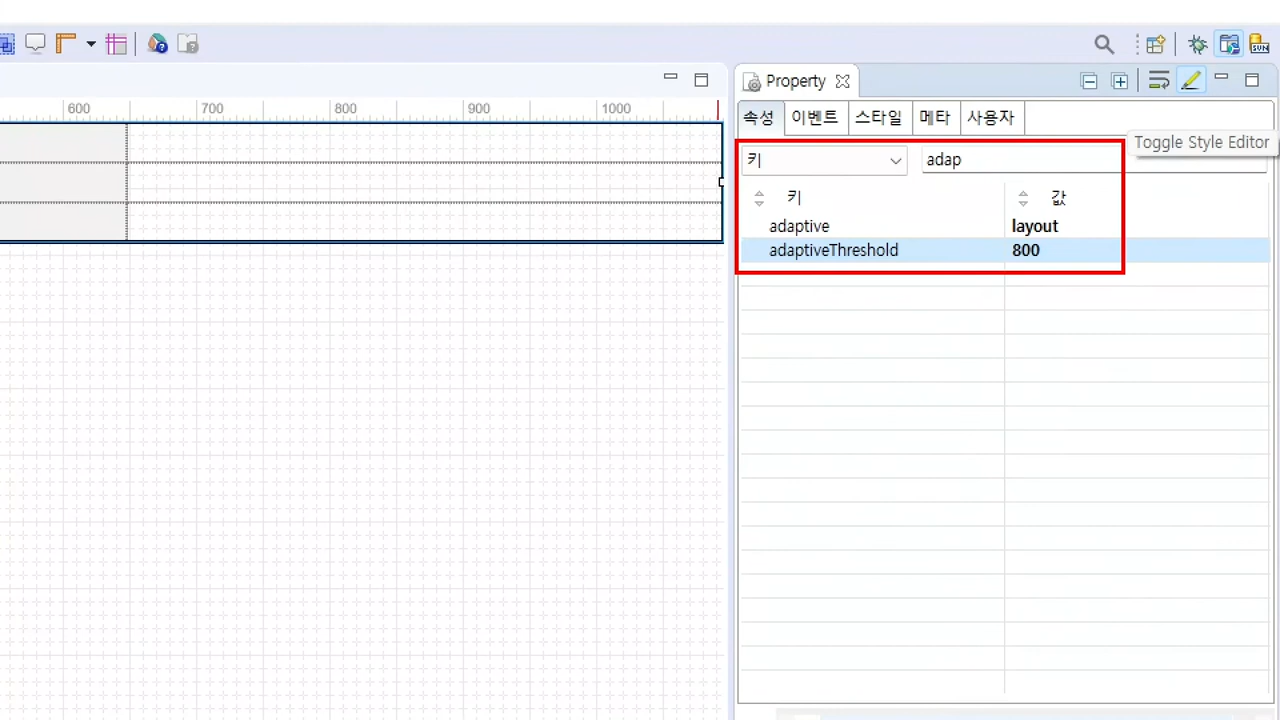 SUN
Property
600 700 800 900 1000
속성 이벤트 스타일 메타 사용자
Toggle Style Editor
키 adap
키 값
adaptive layout
adaptiveThreshold 800